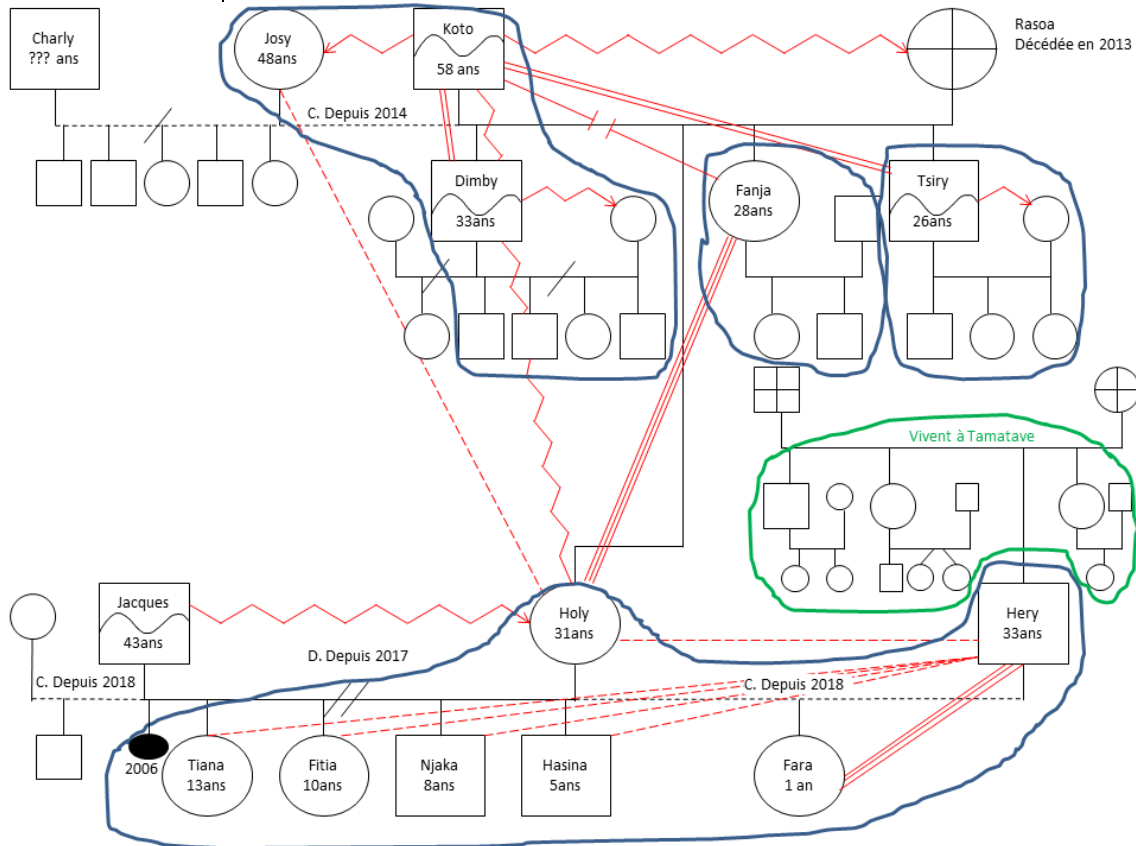 Charly
??? ans
Josy
48ans
Koto
58 ans
Rasoa
Décédée en 2013
C. Depuis 2014
Dimby
33ans
Fanja
28ans
Tsiry
26ans
Vivent à Tamatave
Jacques
43ans
Holy
31ans
Hery
33ans
D. Depuis 2017
C. Depuis 2018
C. Depuis 2018
2006
Tiana
13ans
Fitia
10ans
Njaka
8ans
Hasina
5ans
Fara
1 an